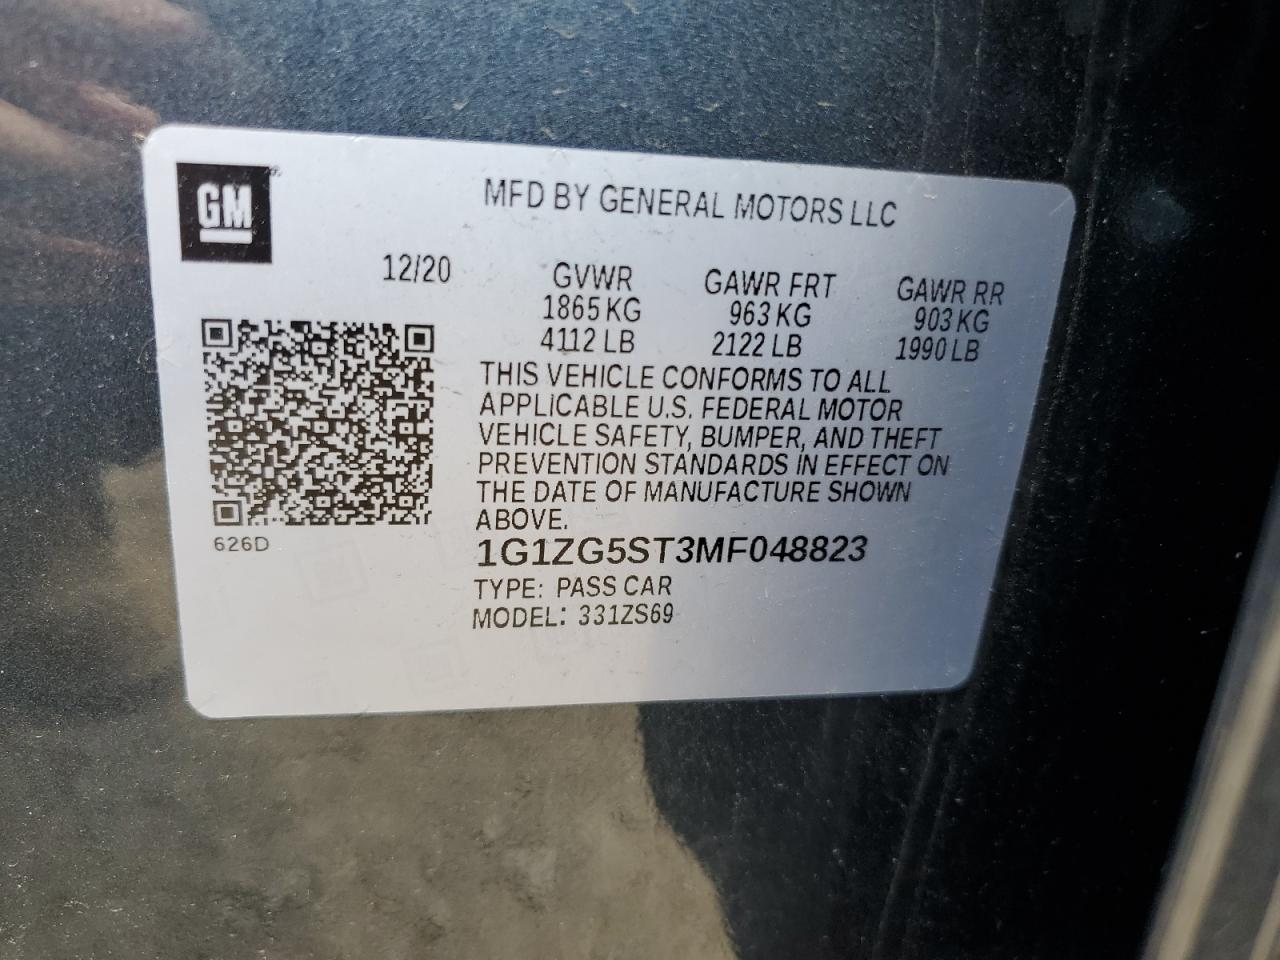 GM
MFD BY GENERAL MOTORS LLC
12/20
GVWR
1865 KG
4112 LB
GAWR FRT
963 KG
2122 LB
GAWR RR
903 KG
1990 LB
THIS VEHICLE CONFORMS TO ALL
APPLICABLE U.S. FEDERAL MOTOR
VEHICLE SAFETY, BUMPER, AND THEFT
PREVENTION STANDARDS IN EFFECT ON
THE DATE OF MANUFACTURE SHOWN
ABOVE.
626D
1G1ZG5ST3MF048823
TYPE: PASS CAR
MODEL: 331ZS69